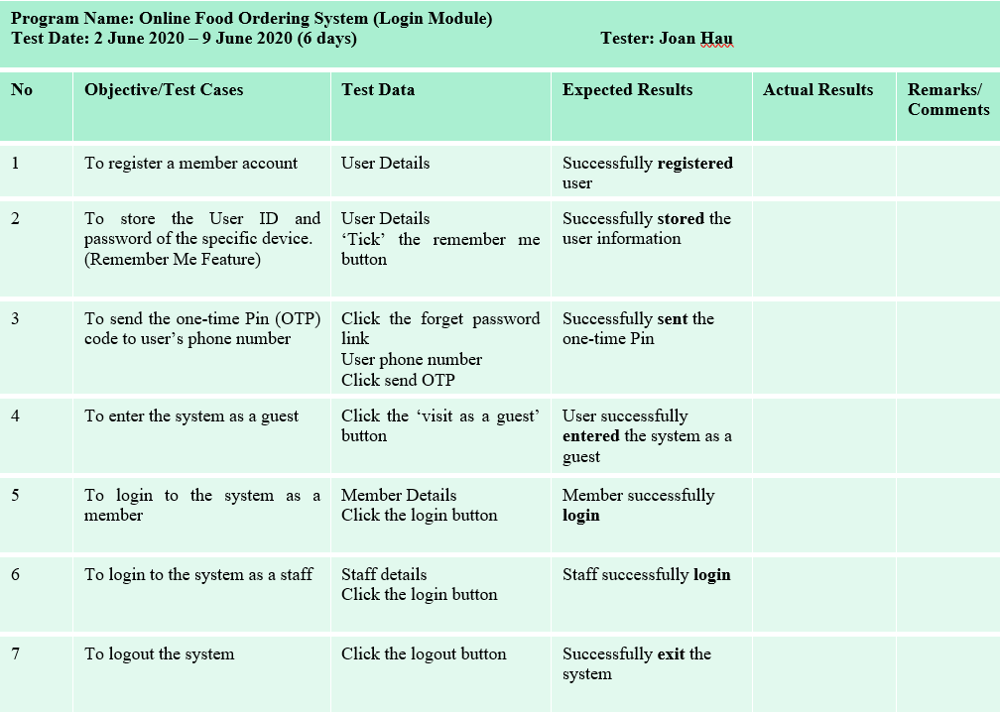 Program Name: Online Food Ordering System (Login Module)
Test Date: 2 June 2020 – 9 June 2020 (6 days) Tester: Joan Hau
No Objective/Test Cases Test Data Expected Results Actual Results Remarks/
Comments
1 To register a member account User Details Successfully registered
user
2 To store the User ID and User Details Successfully stored the
password of the specific device. ‘Tick’ the remember me user information
(Remember Me Feature) button
3 To send the one-time Pin (OTP) Click the forget password Successfully sent the
code to user’s phone number link one-time Pin
User phone number
Click send OTP
4 To enter the system as a guest Click the ‘visit as a guest’ User successfully
button entered the system as a
guest
5 To login to the system as a Member Details Member successfully
member Click the login button login
6 To login to the system as a staff Staff details Staff successfully login
Click the login button
7 To logout the system Click the logout button Successfully exit the
system